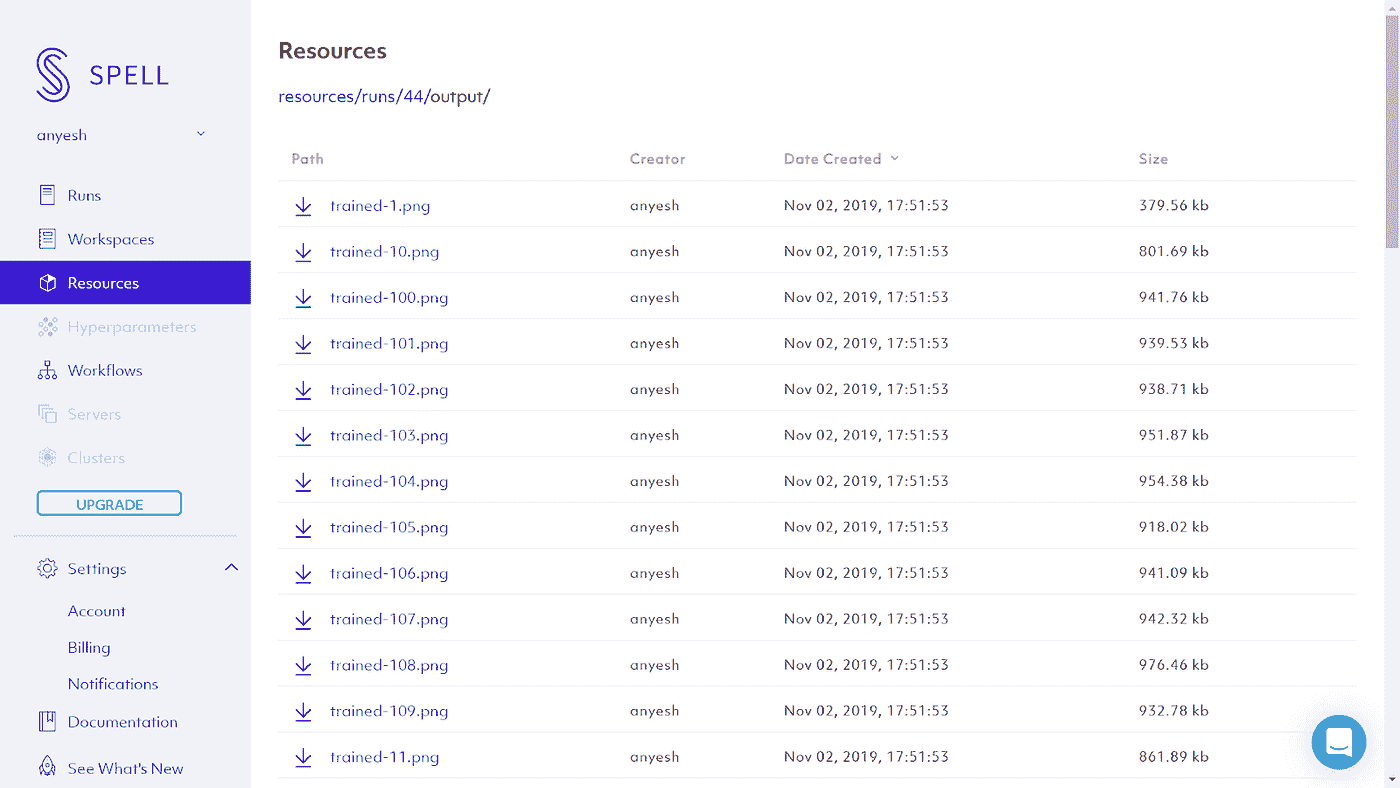 SPELL
anyesh
Runs
Workspaces
Resources
Hyperparameters
Workflows
Servers
Clusters
UPGRADE
Settings
Account
Billing
Notifications
Documentation
See What's New
Resources
resources/runs/44/output/
Path Creator Date Created Size
trained-1.png anyesh Nov 02, 2019, 17:51:53 379.56 kb
trained-10.png anyesh Nov 02, 2019, 17:51:53 801.69 kb
trained-100.png anyesh Nov 02, 2019, 17:51:53 941.76 kb
trained-101.png anyesh Nov 02, 2019, 17:51:53 939.53 kb
trained-102.png anyesh Nov 02, 2019, 17:51:53 938.71 kb
trained-103.png anyesh Nov 02, 2019, 17:51:53 951.87 kb
trained-104.png anyesh Nov 02, 2019, 17:51:53 954.38 kb
trained-105.png anyesh Nov 02, 2019, 17:51:53 918.02 kb
trained-106.png anyesh Nov 02, 2019, 17:51:53 941.09 kb
trained-107.png anyesh Nov 02, 2019, 17:51:53 942.32 kb
trained-108.png anyesh Nov 02, 2019, 17:51:53 976.46 kb
trained-109.png anyesh Nov 02, 2019, 17:51:53 932.78 kb
trained-11.png anyesh Nov 02, 2019, 17:51:53 861.89 kb